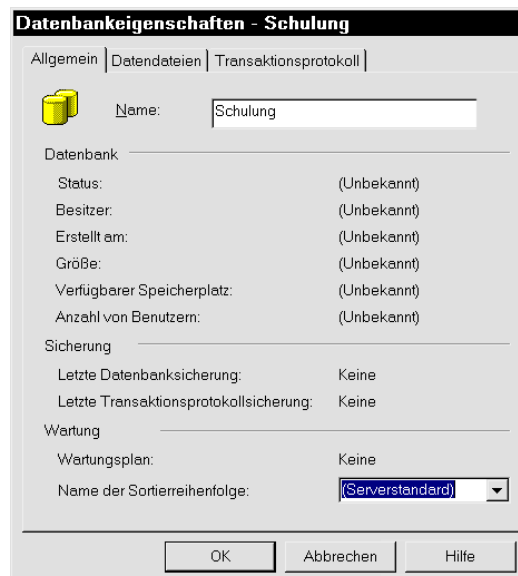 Datenbankeigenschaften - Schulung
Allgemein Datendateien Transaktionsprotokoll
Name: Schulung
Datenbank
Status: (Unbekannt)
Besitzer: (Unbekannt)
Erstellt am: (Unbekannt)
Größe: (Unbekannt)
Verfügbarer Speicherplatz: (Unbekannt)
Anzahl von Benutzern: (Unbekannt)
Sicherung
Letzte Datenbanksicherung: Keine
Letzte Transaktionsprotokollsicherung: Keine
Wartung
Wartungsplan: Keine
Name der Sortierreihenfolge: (Serverstandard)
OK Abbrechen Hilfe